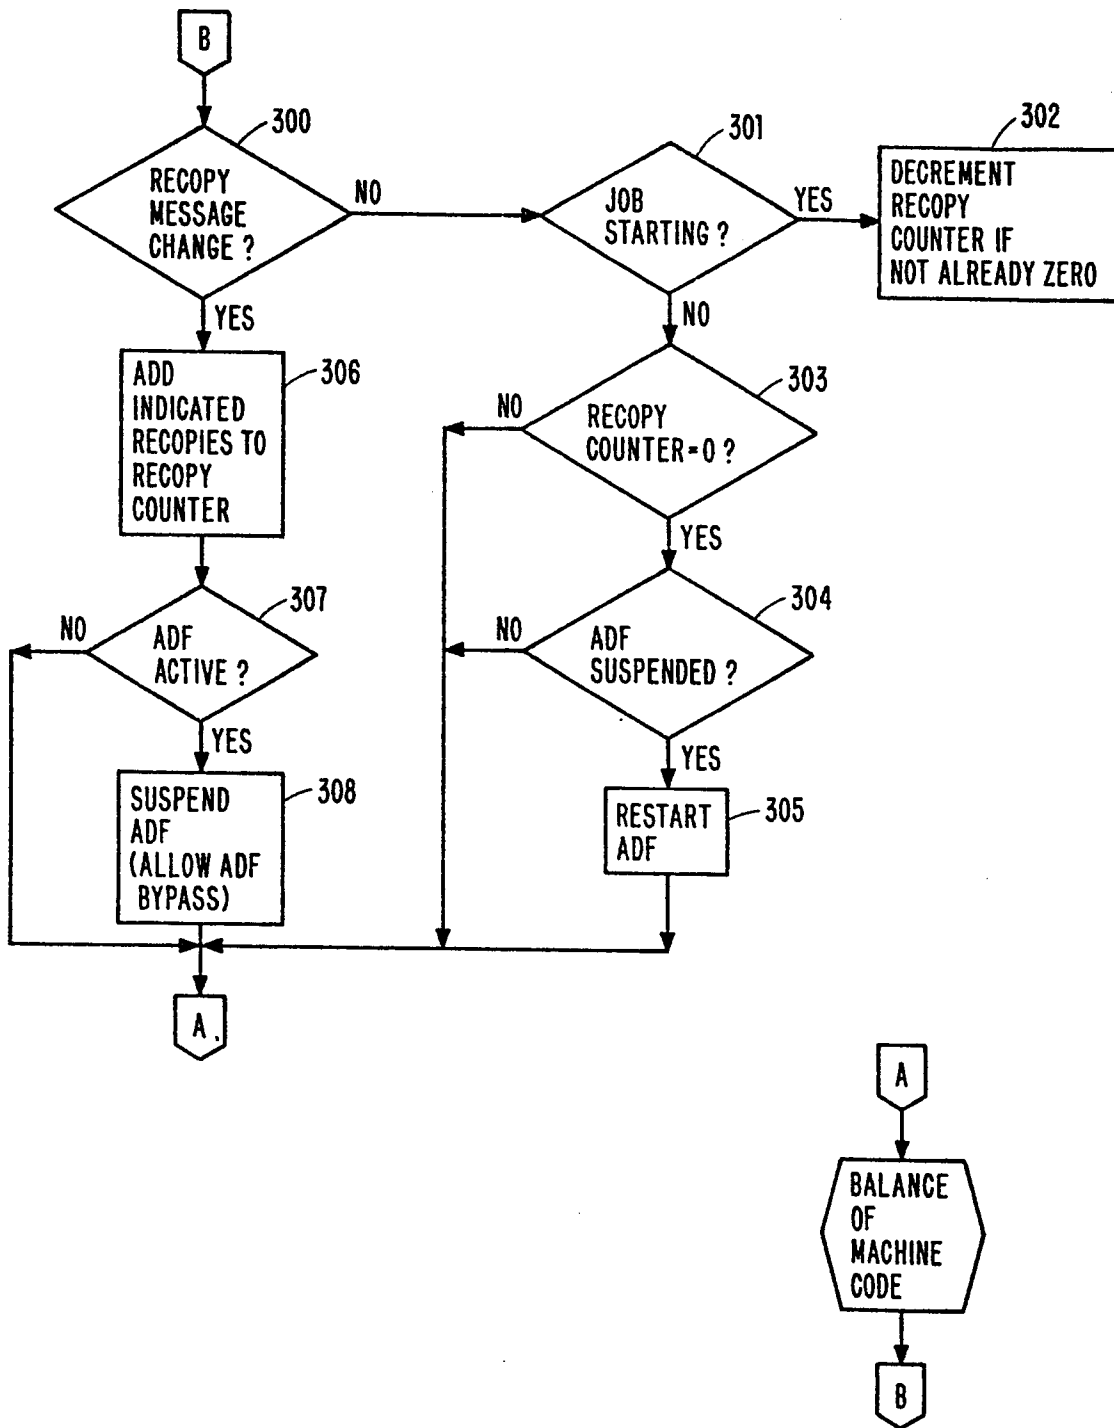 B
300
RECOPY
MESSAGE
CHANGE ?
NO
301
JOB
STARTING ?
YES
302
DECREMENT
RECOPY
COUNTER IF
NOT ALREADY ZERO
YES
NO
306
ADD
INDICATED
RECOPIES TO
RECOPY
COUNTER
303
NO
RECOPY
COUNTER=0 ?
YES
307
NO
ADF
ACTIVE ?
YES
304
NO
ADF
SUSPENDED ?
YES
308
SUSPEND
ADF
(ALLOW ADF
BYPASS)
305
RESTART
ADF
A
A
BALANCE
OF
MACHINE
CODE
B